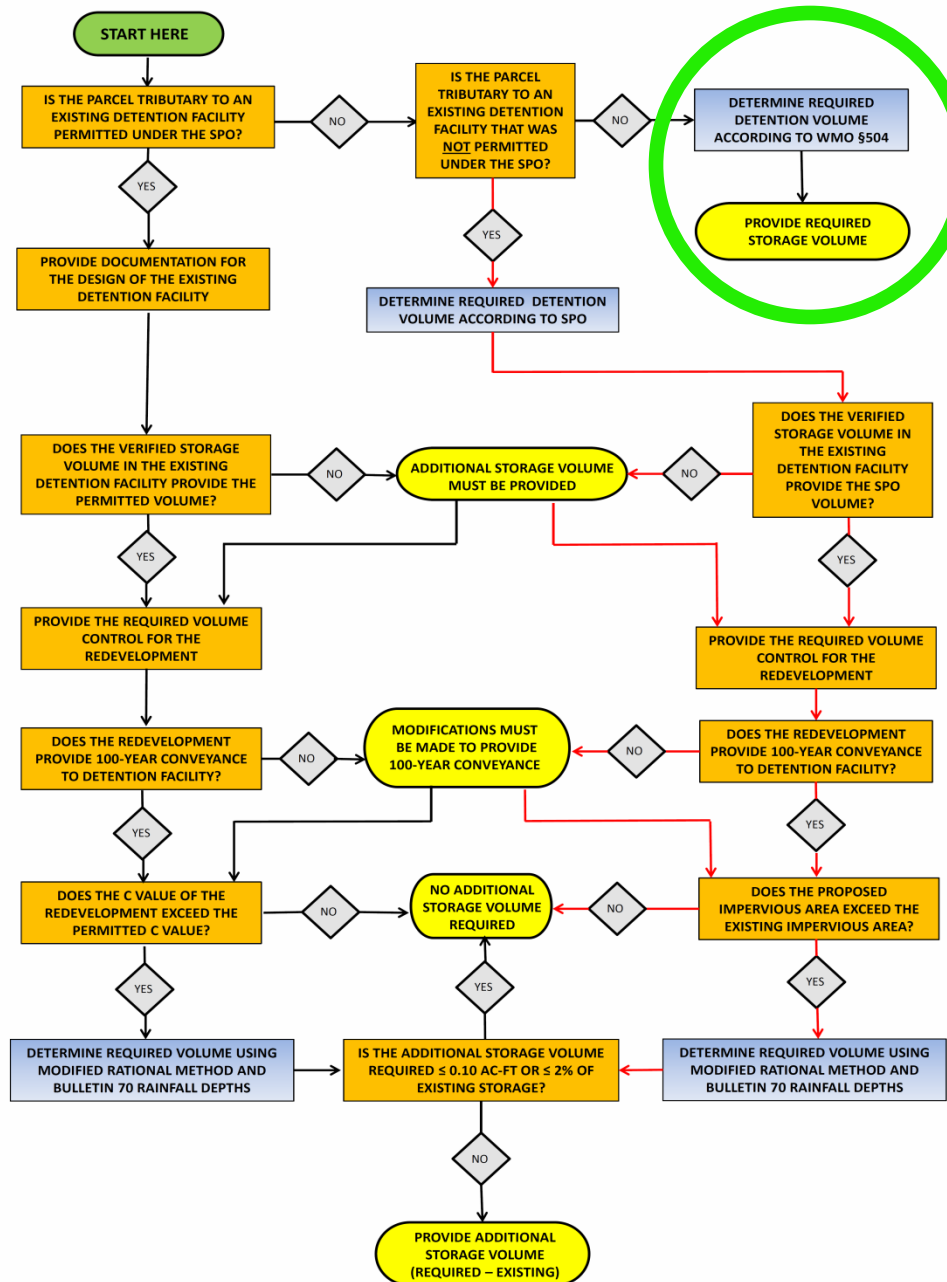 START HERE
IS THE PARCEL TRIBUTARY TO AN
EXISTING DETENTION FACILITY
PERMITTED UNDER THE SPO?
NO
IS THE PARCEL
TRIBUTARY TO AN
EXISTING DETENTION
FACILITY THAT WAS
NOT PERMITTED
UNDER THE SPO?
NO
DETERMINE REQUIRED
DETENTION VOLUME
ACCORDING TO WMO §504
PROVIDE REQUIRED
STORAGE VOLUME
YES
YES
PROVIDE DOCUMENTATION FOR
THE DESIGN OF THE EXISTING
DETENTION FACILITY
DETERMINE REQUIRED DETENTION
VOLUME ACCORDING TO SPO
DOES THE VERIFIED STORAGE
VOLUME IN THE EXISTING
DETENTION FACILITY PROVIDE THE
PERMITTED VOLUME?
NO
ADDITIONAL STORAGE VOLUME
MUST BE PROVIDED
NO
DOES THE VERIFIED
STORAGE VOLUME IN
THE EXISTING
DETENTION FACILITY
PROVIDE THE SPO
VOLUME?
YES
YES
PROVIDE THE REQUIRED VOLUME
CONTROL FOR THE
REDEVELOPMENT
PROVIDE THE REQUIRED VOLUME
CONTROL FOR THE
REDEVELOPMENT
DOES THE REDEVELOPMENT
PROVIDE 100-YEAR CONVEYANCE
TO DETENTION FACILITY?
NO
MODIFICATIONS MUST
BE MADE TO PROVIDE
100-YEAR CONVEYANCE
NO
DOES THE REDEVELOPMENT
PROVIDE 100-YEAR CONVEYANCE
TO DETENTION FACILITY?
YES
YES
DOES THE C VALUE OF THE
REDEVELOPMENT EXCEED THE
PERMITTED C VALUE?
NO
NO ADDITIONAL
STORAGE VOLUME
REQUIRED
NO
DOES THE PROPOSED
IMPERVIOUS AREA EXCEED THE
EXISTING IMPERVIOUS AREA?
YES
YES
YES
DETERMINE REQUIRED VOLUME USING
MODIFIED RATIONAL METHOD AND
BULLETIN 70 RAINFALL DEPTHS
IS THE ADDITIONAL STORAGE VOLUME
REQUIRED ≤ 0.10 AC-FT OR ≤ 2% OF
EXISTING STORAGE?
DETERMINE REQUIRED VOLUME USING
MODIFIED RATIONAL METHOD AND
BULLETIN 70 RAINFALL DEPTHS
NO
PROVIDE ADDITIONAL
STORAGE VOLUME
(REQUIRED – EXISTING)